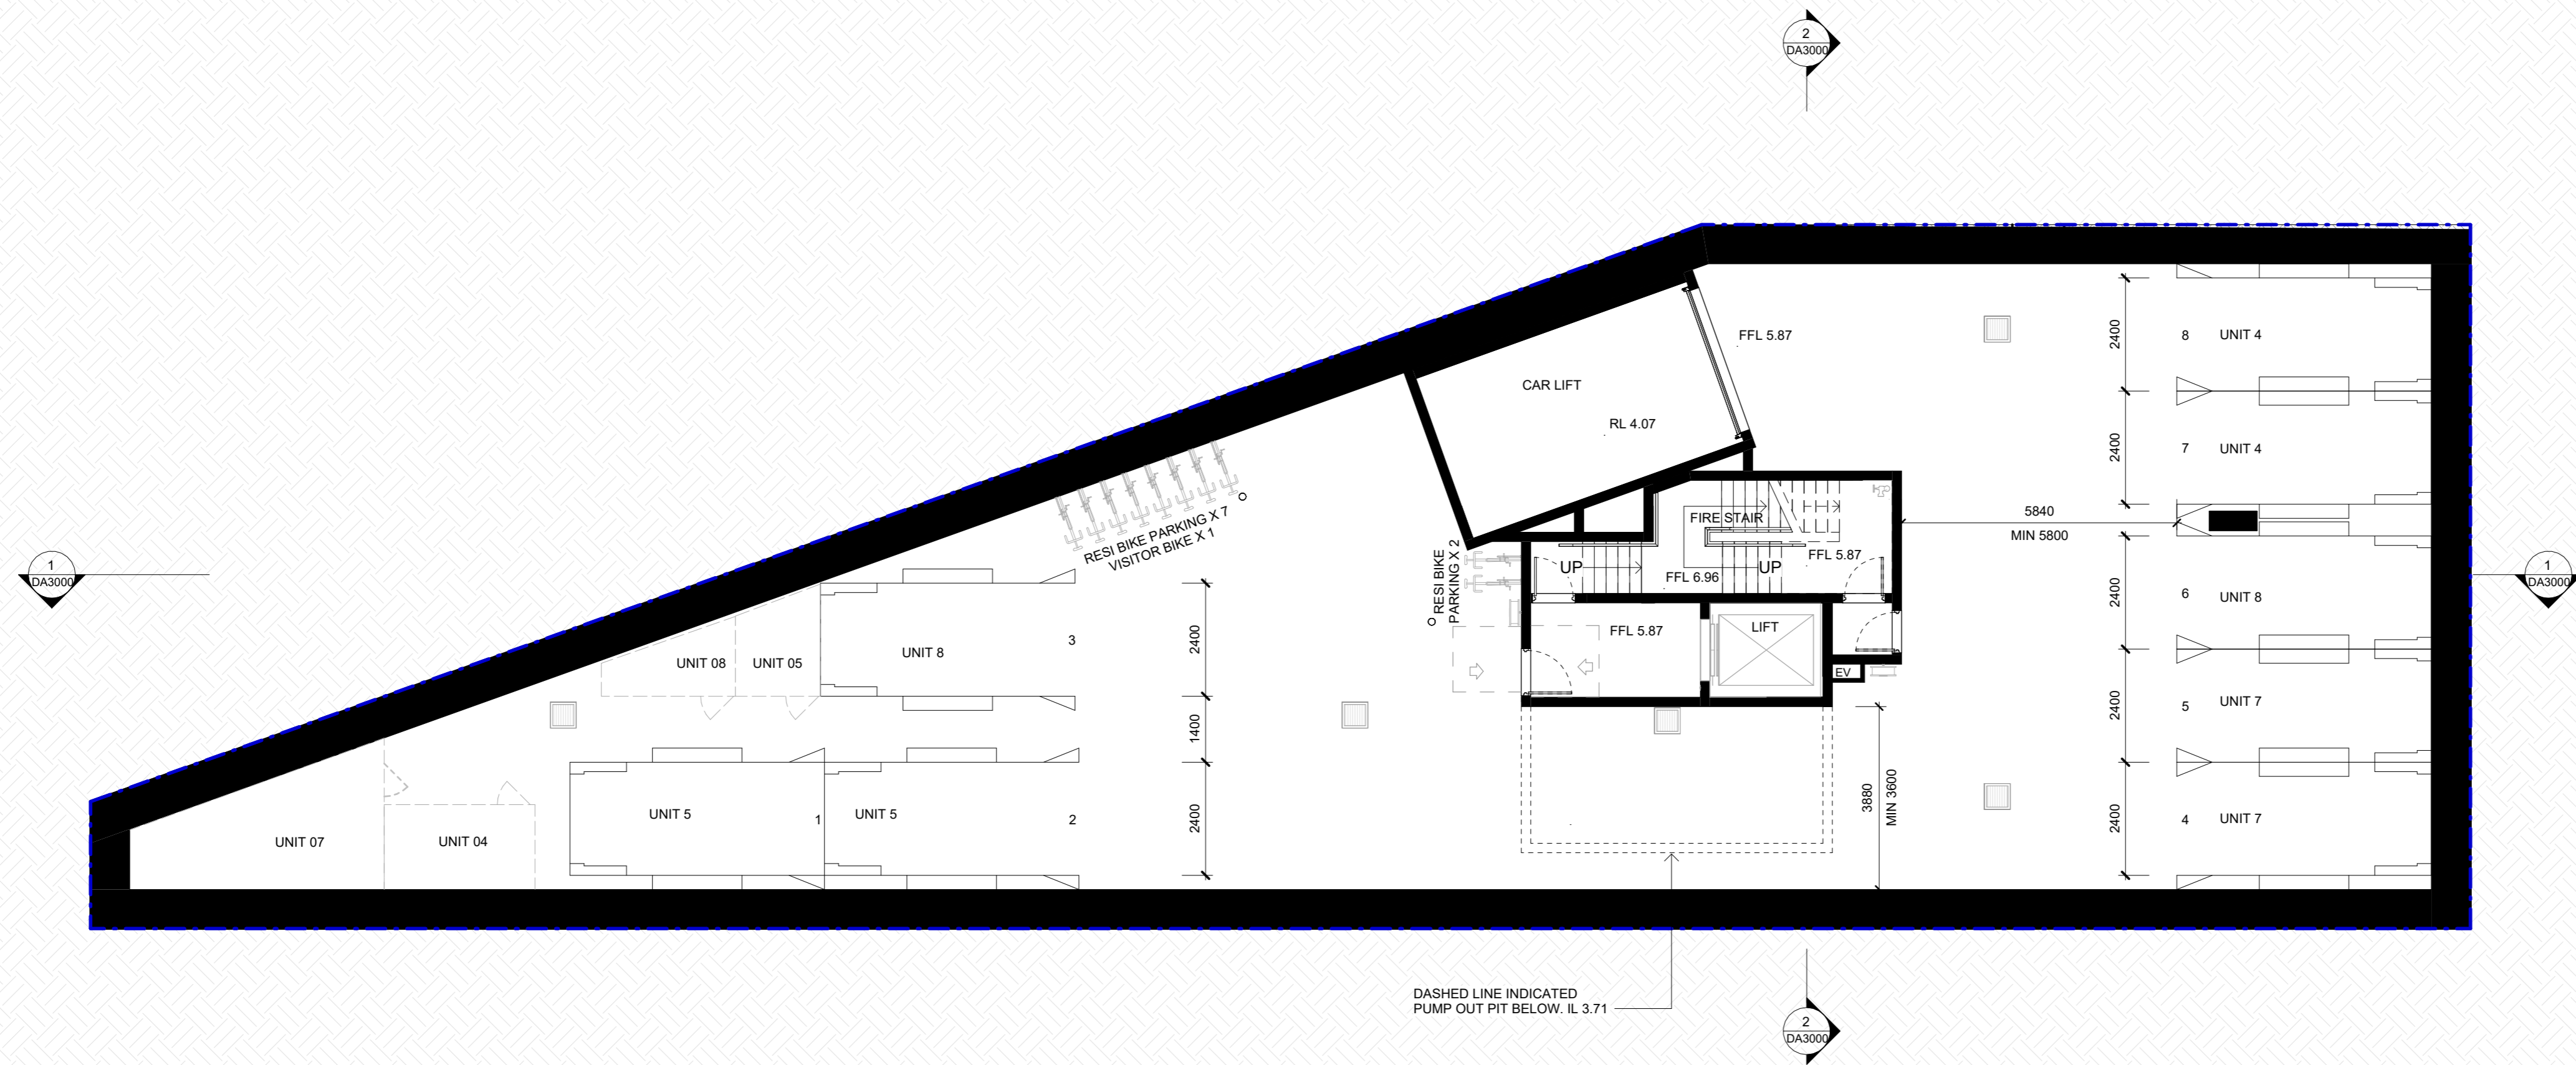 2
DA3000
FFL 5.87
CAR LIFT
RL 4.07
2400
8
UNIT 4
2400
7
UNIT 4
FIRE STAIR
5840
MIN 5800
FFL 5.87
UP
UP
FFL 6.96
RESI BIKE PARKING X 7
VISITOR BIKE X 1
RESI BIKE
PARKING X 2
1
DA3000
1
DA3000
2400
6
UNIT 8
FFL 5.87
LIFT
EV
3
2400
UNIT 8
UNIT 08
UNIT 05
1400
2400
5
UNIT 7
3880
MIN 3600
2400
4
UNIT 7
UNIT 5
1
UNIT 5
2
2400
UNIT 07
UNIT 04
DASHED LINE INDICATED
PUMP OUT PIT BELOW. IL 3.71
2
DA3000